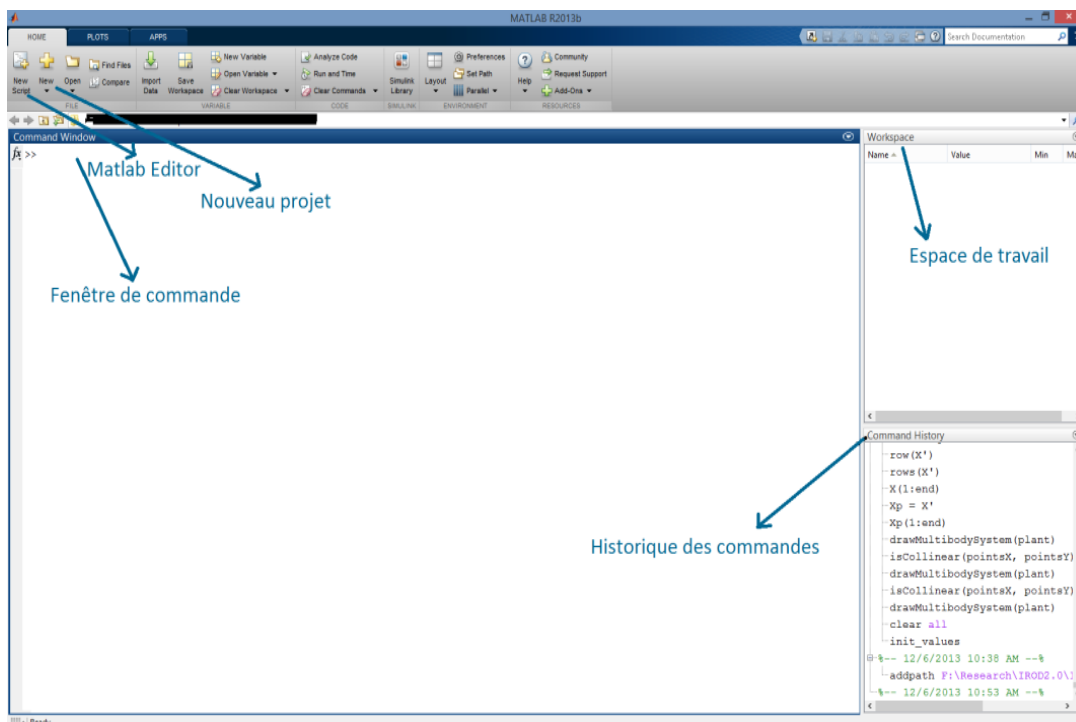 MATLAB R2013b
HOME PLOTS APPS
Search Documentation
New Script
New
Open
Find Files
Compare
Import Data
Save Workspace
New Variable
Open Variable
Clear Workspace
Analyze Code
Run and Time
Clear Commands
Simulink Library
Layout
Preferences
Set Path
Parallel
Help
Community
Request Support
Add-Ons
FILE VARIABLE CODE SIMULINK ENVIRONMENT RESOURCES
Command Window
fx >>
Matlab Editor
Nouveau projet
Fenêtre de commande
Workspace
Name Value Min
Espace de travail
Historique des commandes
Command History
row(X')
rows(X')
X(1:end)
Xp = X'
Xp(1:end)
drawMultibodySystem(plant)
isCollinear(pointsX, pointsY)
drawMultibodySystem(plant)
isCollinear(pointsX, pointsY)
drawMultibodySystem(plant)
clear all
init_values
%-- 12/6/2013 10:38 AM --%
addpath F:\Research\IROD2.0\
%-- 12/6/2013 10:53 AM --%